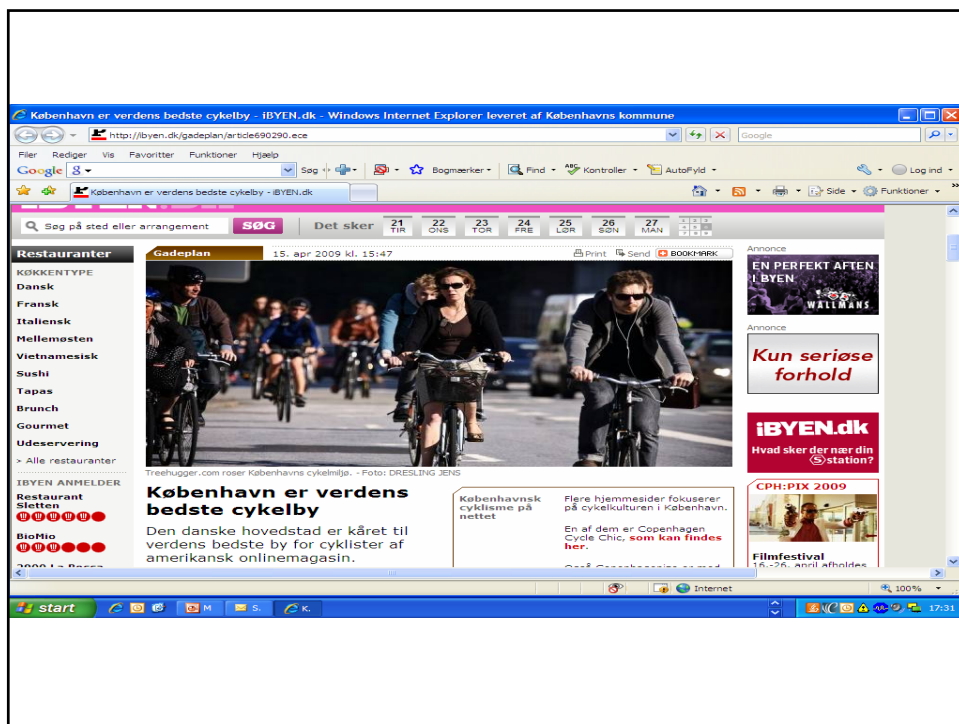 København er verdens bedste cykelby - iBYEN.dk - Windows Internet Explorer leveret af Københavns kommune
http://ibyen.dk/gadeplan/article690290.ece
Google
Filer Rediger Vis Favoritter Funktioner Hjælp
Google Søg Bogmærker Find Kontroller AutoFyld Log ind
København er verdens bedste cykelby - iBYEN.dk
Side Funktioner
Søg på sted eller arrangement
SØG
Det sker 21 TIR 22 ONS 23 TOR 24 FRE 25 LØR 26 SØN 27 MAN
Restauranter
KØKKENTYPE
Dansk
Fransk
Italiensk
Mellemøsten
Vietnamesisk
Sushi
Tapas
Brunch
Gourmet
Udeservering
> Alle restauranter
IBYEN ANMELDER
Restaurant
Sletten
BioMio
Gadeplan 15. apr 2009 kl. 15:47 Print Send BOOKMARK
Treehugger.com roser Københavns cykelmiljø. - Foto: DRESLING JENS
København er verdens
bedste cykelby
Den danske hovedstad er kåret til
verdens bedste by for cyklister af
amerikansk onlinemagasin.
Københavnsk
cyklisme på
nettet
Flere hjemmesider fokuserer
på cykelkulturen i København.
En af dem er Copenhagen
Cycle Chic, som kan findes
her.
Annonce
EN PERFEKT AFTEN
I BYEN
WALLMANS
Annonce
Kun seriøse
forhold
iBYEN.dk
Hvad sker der nær din
S station?
CPH:PIX 2009
Filmfestival
16.-26. april afholdes
Internet 100%
start M S. K. 17:31